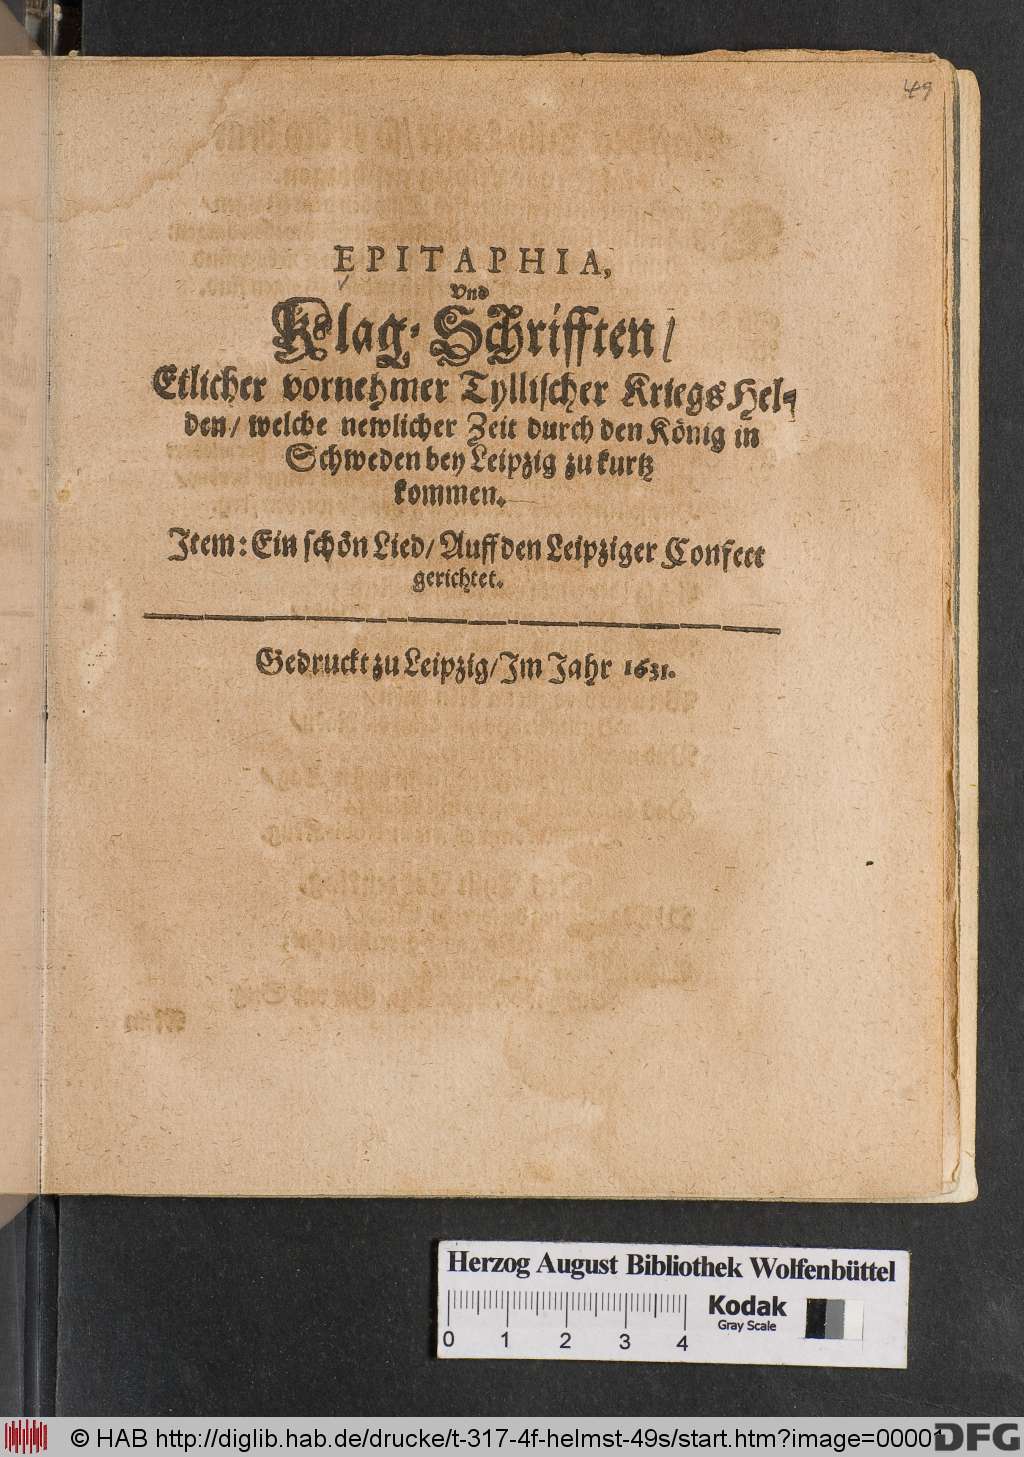 49
EPITAPHIA,
Vnd
Klag-Schrifften/
Etlicher vornehmer Tyllischer Kriegs Hel-
den/ welche newlicher Zeit durch den König in
Schweden bey Leipzig zu kurtz
kommen.
Item: Ein schön Lied/ Auff den Leipziger Confect
gerichtet.
Gedruckt zu Leipzig/ Im Jahr 1631.
Herzog August Bibliothek Wolfenbüttel
Kodak
Gray Scale
0 1 2 3 4
© HAB http://diglib.hab.de/drucke/t-317-4f-helmst-49s/start.htm?image=00001
DFG